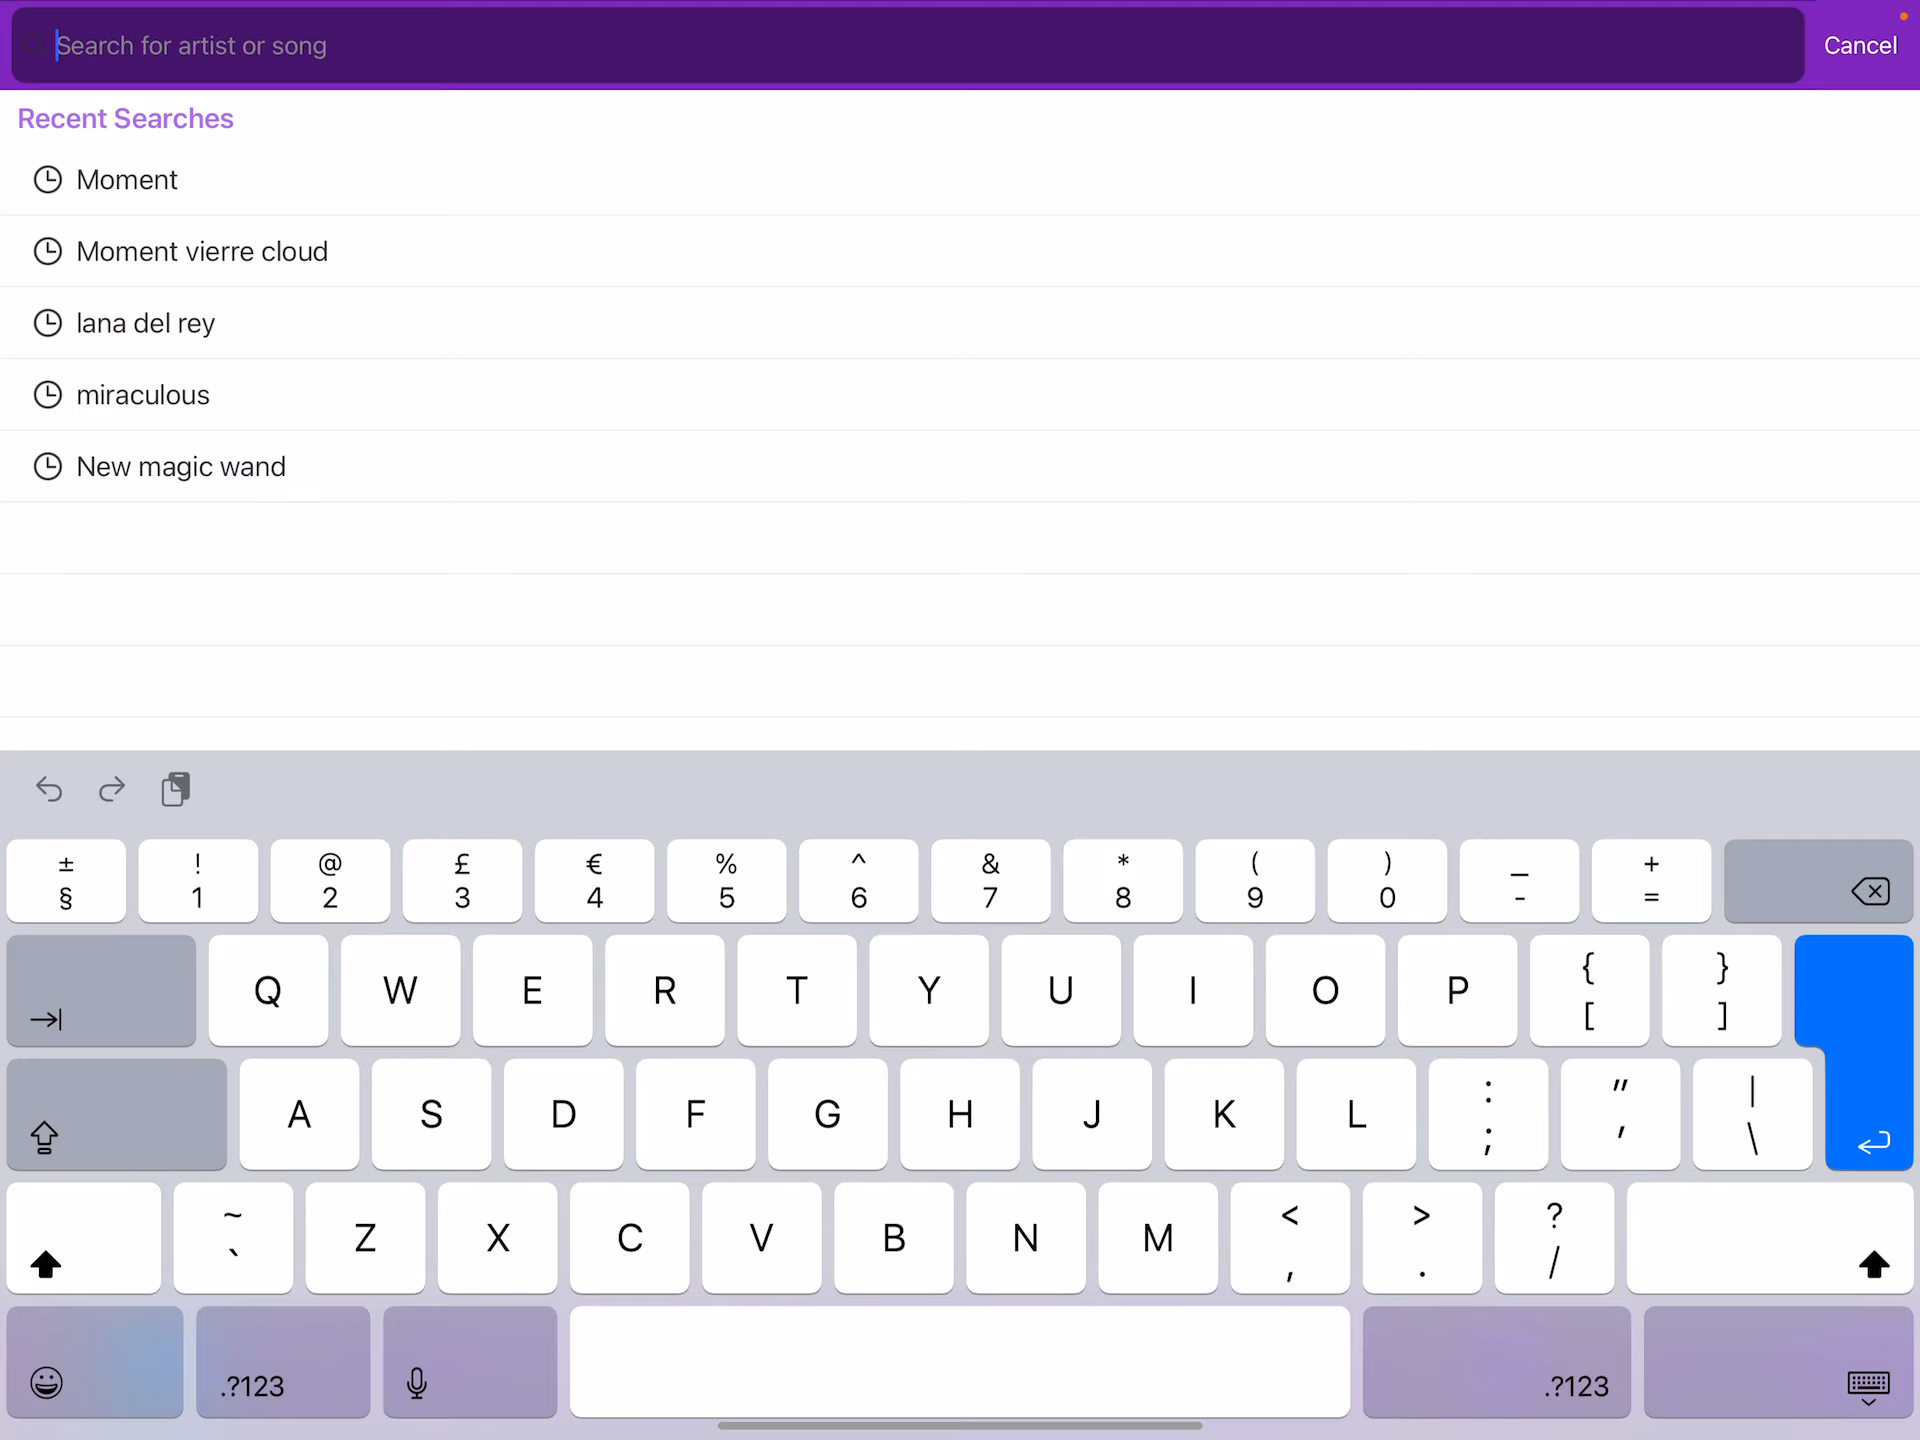 Search for artist or song
Cancel
Recent Searches
Moment
Moment vierre cloud
lana del rey
miraculous
New magic wand
± ! @ £ € % ^ & * ( ) _ +
§ 1 2 3 4 5 6 7 8 9 0 - =
Q W E R T Y U I O P { }
[ ]
A S D F G H J K L : " |
; ' \
~ Z X C V B N M < > ?
` , . /
.?123 .?123